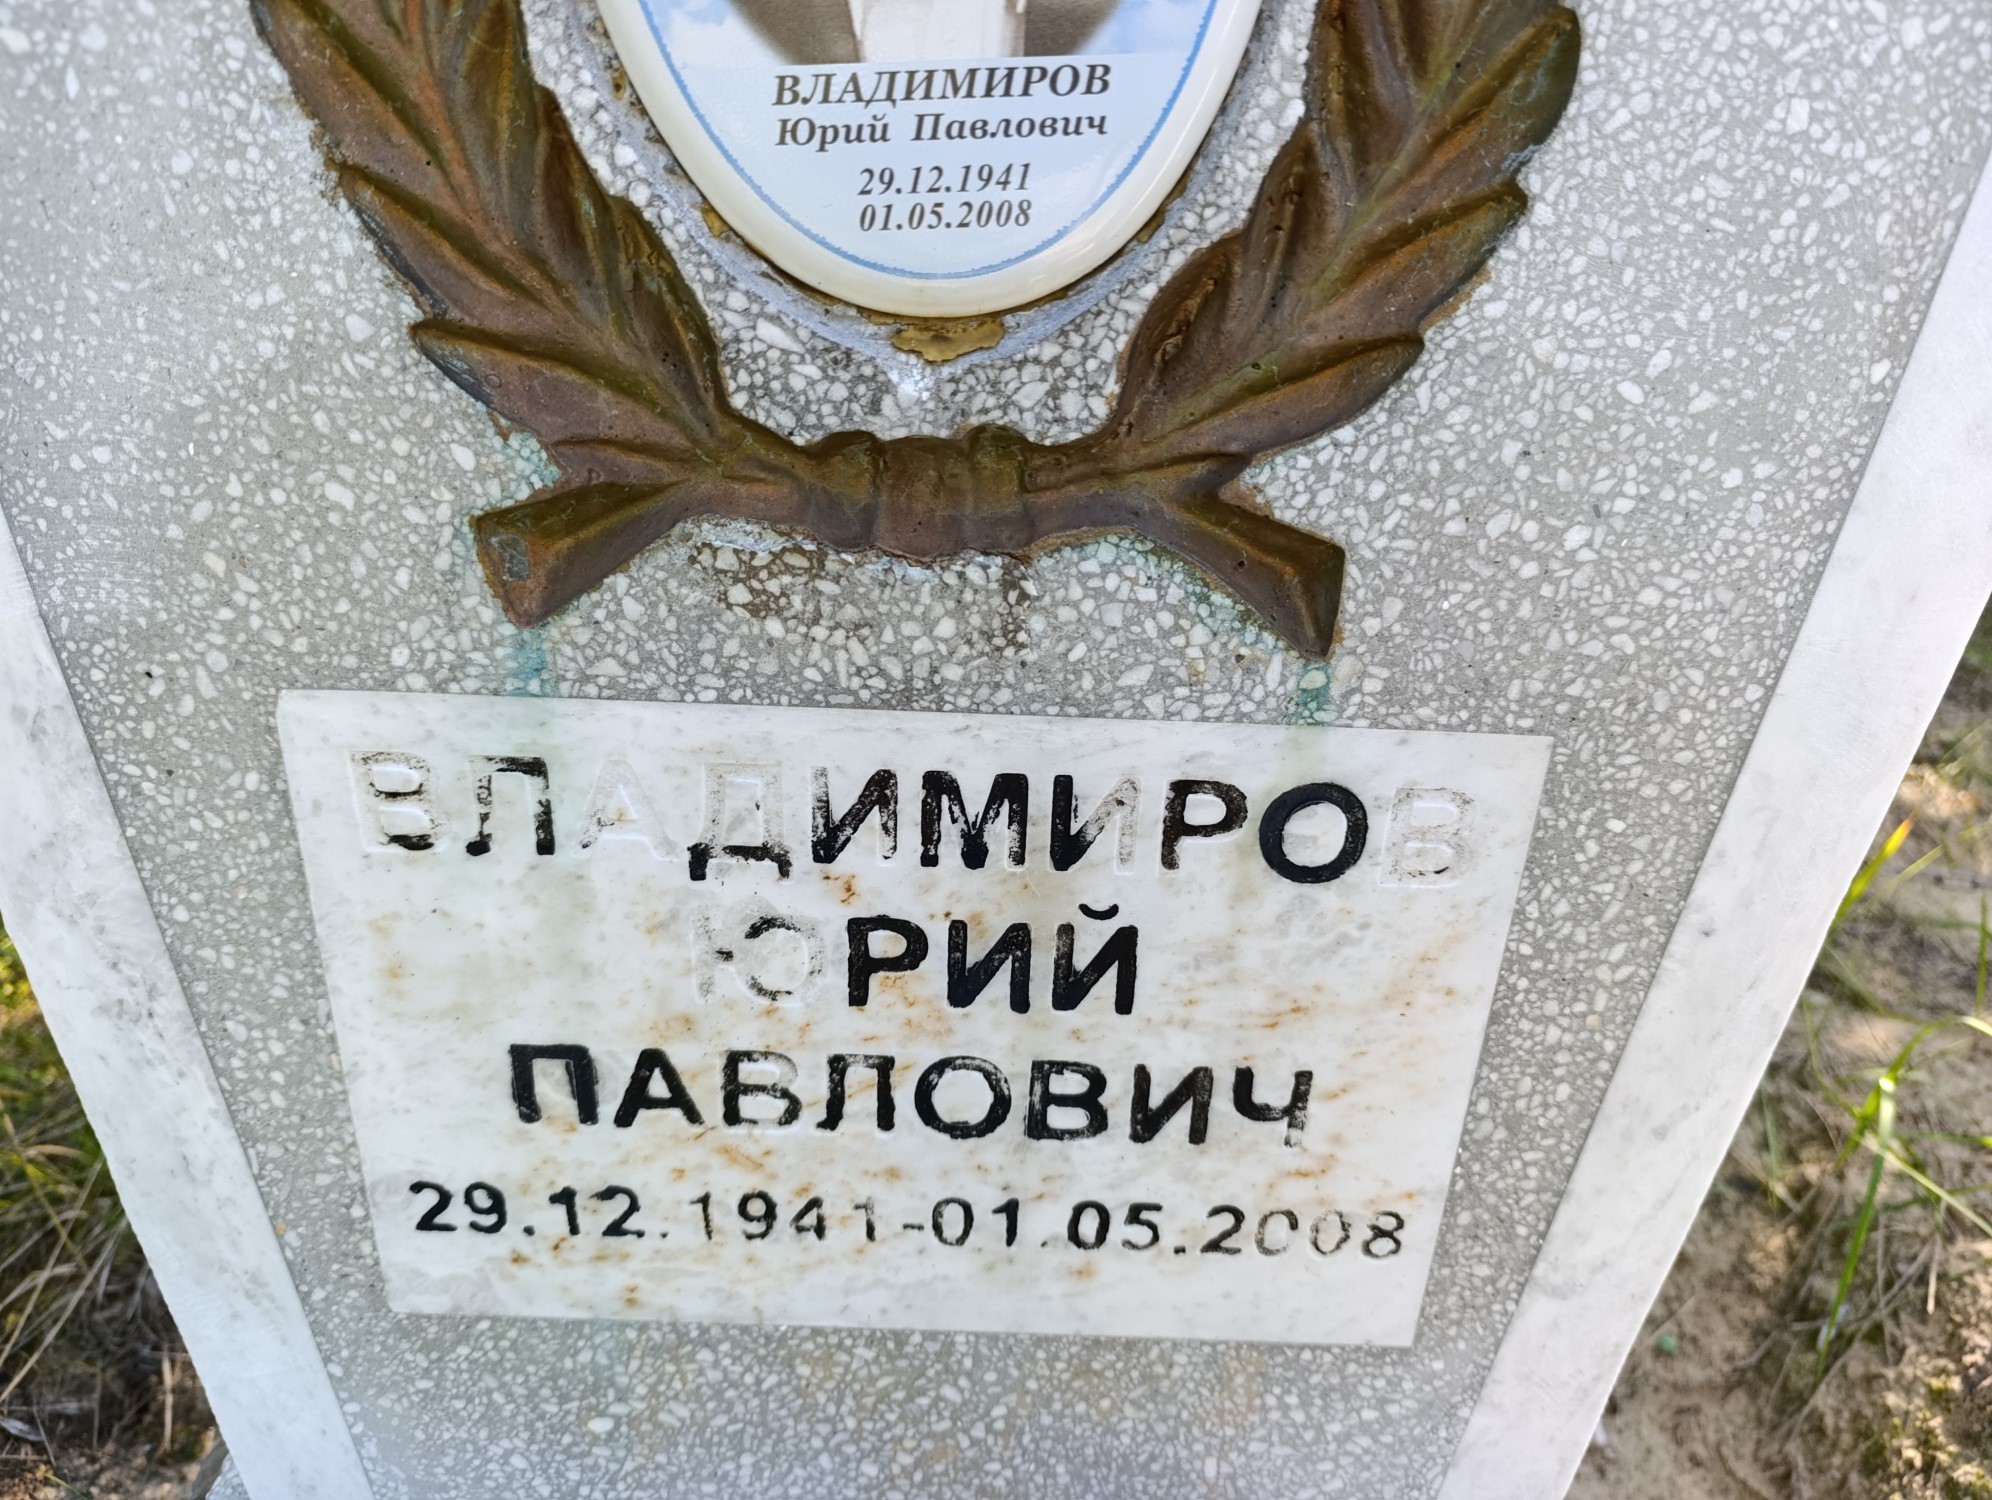 ВЛАДИМИРОВ
Юрий Павлович
29.12.1941
01.05.2008
ВЛАДИМИРОВ
ЮРИЙ
ПАВЛОВИЧ
29.12.1941-01.05.2008